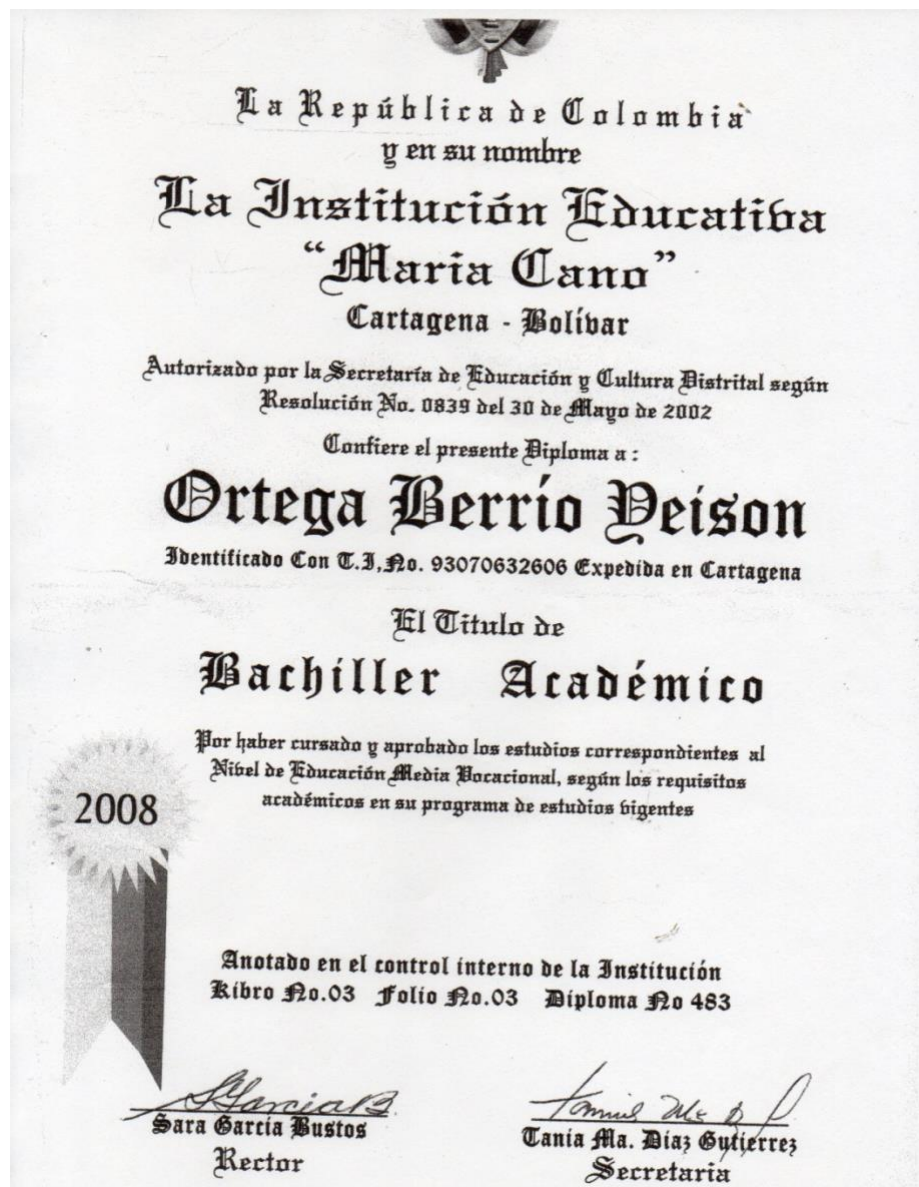 La República de Colombia
y en su nombre
La Institución Educativa
“Maria Cano”
Cartagena - Bolívar
Autorizado por la Secretaría de Educación y Cultura Distrital según
Resolución No. 0839 del 30 de Mayo de 2002
Confiere el presente Diploma a :
Ortega Berrío Yeison
Identificado Con T.I,No. 93070632606 Expedida en Cartagena
El Titulo de
Bachiller Académico
Por haber cursado y aprobado los estudios correspondientes al
Nivel de Educación Media Vocacional, según los requisitos
académicos en su programa de estudios vigentes
2008
Anotado en el control interno de la Institución
Kibro No.03 Folio No.03 Diploma No 483
SGarciaB.
Sara García Bustos
Rector
Tania Ma. Diaz Gutierrez
Secretaria